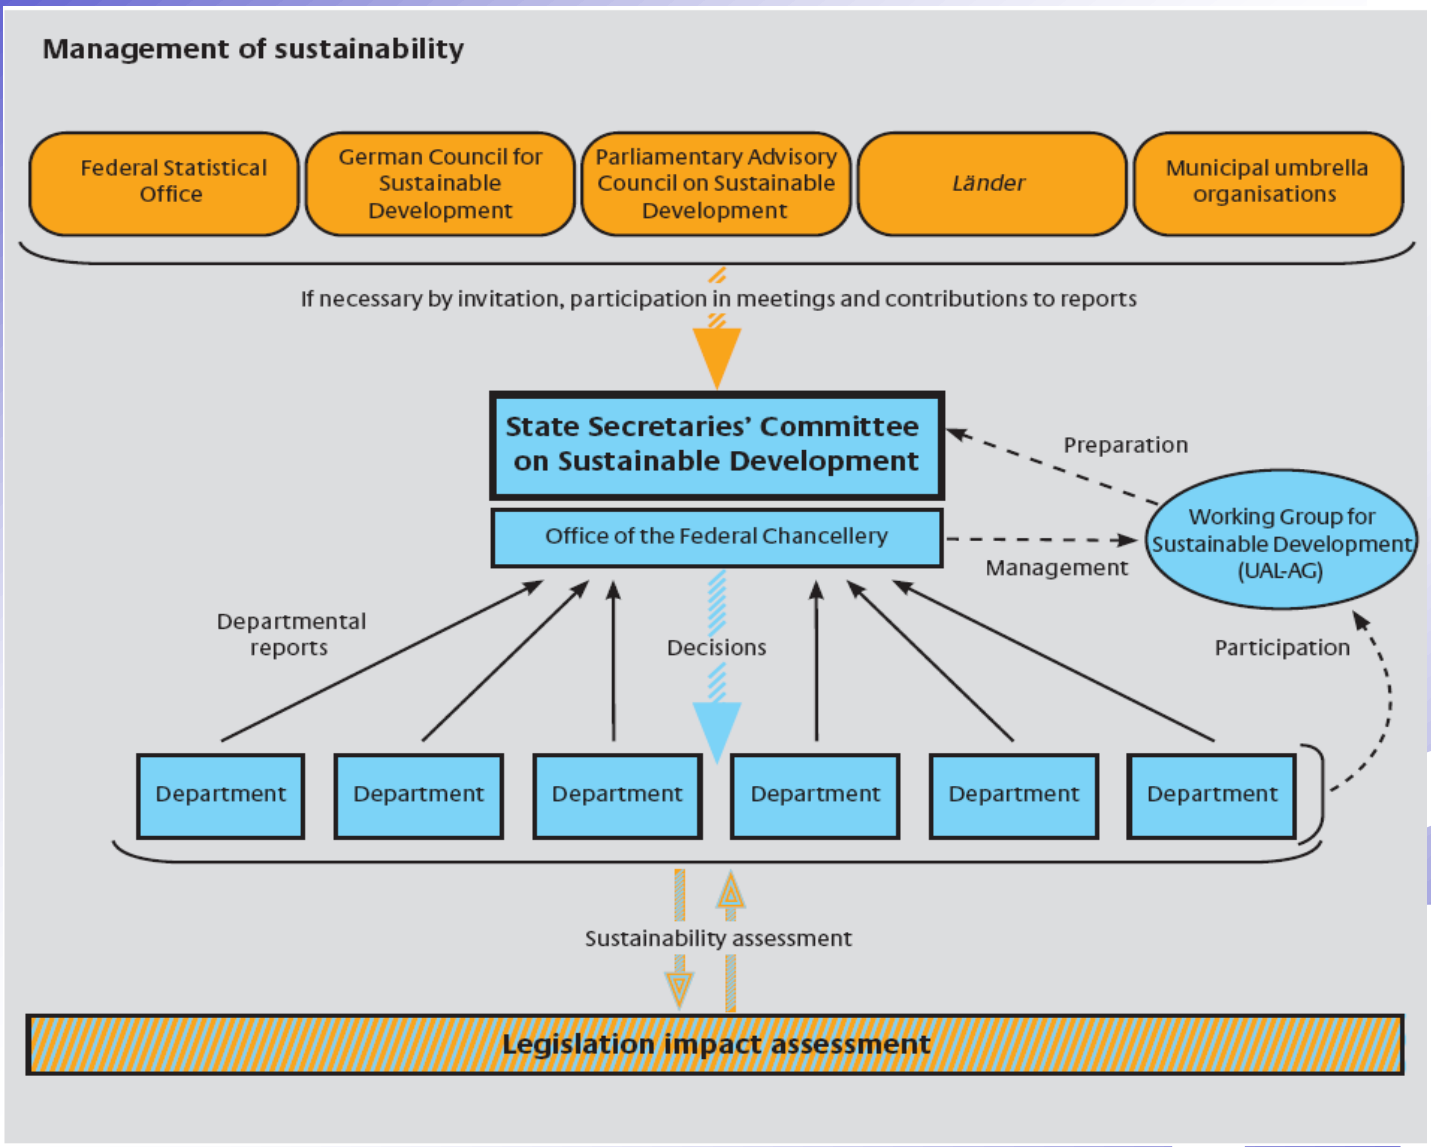 Management of sustainability
Federal Statistical
Office
German Council for
Sustainable
Development
Parliamentary Advisory
Council on Sustainable
Development
Länder
Municipal umbrella
organisations
If necessary by invitation, participation in meetings and contributions to reports
State Secretaries’ Committee
on Sustainable Development
Preparation
Office of the Federal Chancellery
Management
Working Group for
Sustainable Development
(UAL-AG)
Departmental
reports
Decisions
Participation
Department
Department
Department
Department
Department
Department
Sustainability assessment
Legislation impact assessment